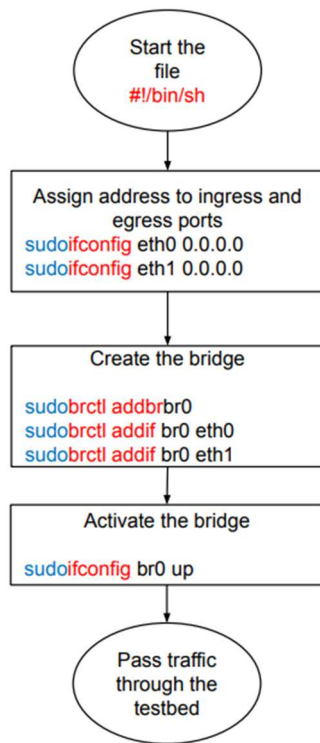 Start the
file
#!/bin/sh
Assign address to ingress and
egress ports
sudoifconfig eth0 0.0.0.0
sudoifconfig eth1 0.0.0.0
Create the bridge
sudobrctl addbrbr0
sudobrctl addif br0 eth0
sudobrctl addif br0 eth1
Activate the bridge
sudoifconfig br0 up
Pass traffic
through the
testbed